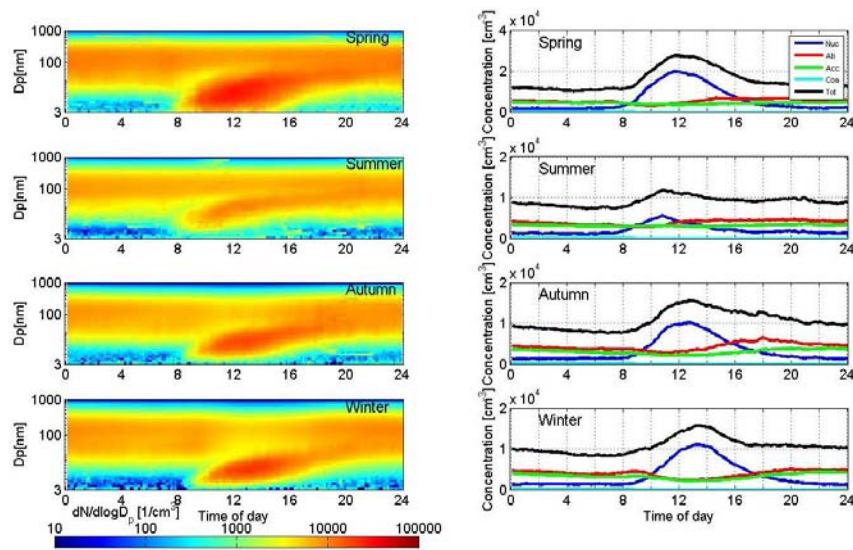 Spring
1000
100
3
Dp[nm]
0 4 8 12 16 20 24
Summer
1000
100
3
Dp[nm]
0 4 8 12 16 20 24
Autumn
1000
100
3
Dp[nm]
0 4 8 12 16 20 24
Winter
1000
100
3
Dp[nm]
0 4 8 12 16 20 24
dN/dlogDp [1/cm³]
Time of day
10 100 1000 10000 100000
x 10⁴
Spring
4
2
0
Concentration [cm⁻³]
Nuc
Ait
Acc
Coa
Tot
0 4 8 12 16 20 24
x 10⁴
Summer
2
1
0
Concentration [cm⁻³]
0 4 8 12 16 20 24
x 10⁴
Autumn
2
1
0
Concentration [cm⁻³]
0 4 8 12 16 20 24
x 10⁴
Winter
2
1
0
Concentration [cm⁻³]
0 4 8 12 16 20 24
Time of day